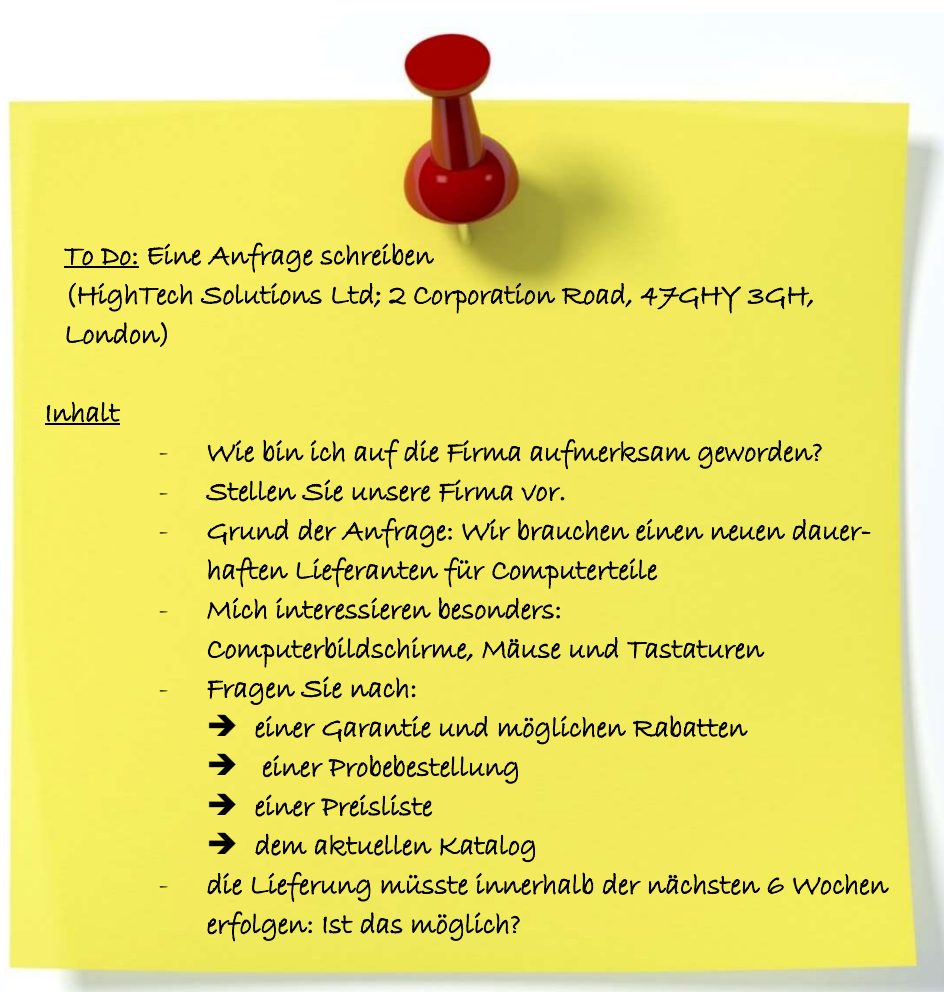 To Do: Eine Anfrage schreiben
(HighTech Solutions Ltd; 2 Corporation Road, 47GHY 3GH,
London)
Inhalt
- Wie bin ich auf die Firma aufmerksam geworden?
- Stellen Sie unsere Firma vor.
- Grund der Anfrage: Wir brauchen einen neuen dauer-
haften Lieferanten für Computerteile
- Mich interessieren besonders:
Computerbildschirme, Mäuse und Tastaturen
- Fragen Sie nach:
➔ einer Garantie und möglichen Rabatten
➔ einer Probebestellung
➔ einer Preisliste
➔ dem aktuellen Katalog
- die Lieferung müsste innerhalb der nächsten 6 Wochen
erfolgen: Ist das möglich?